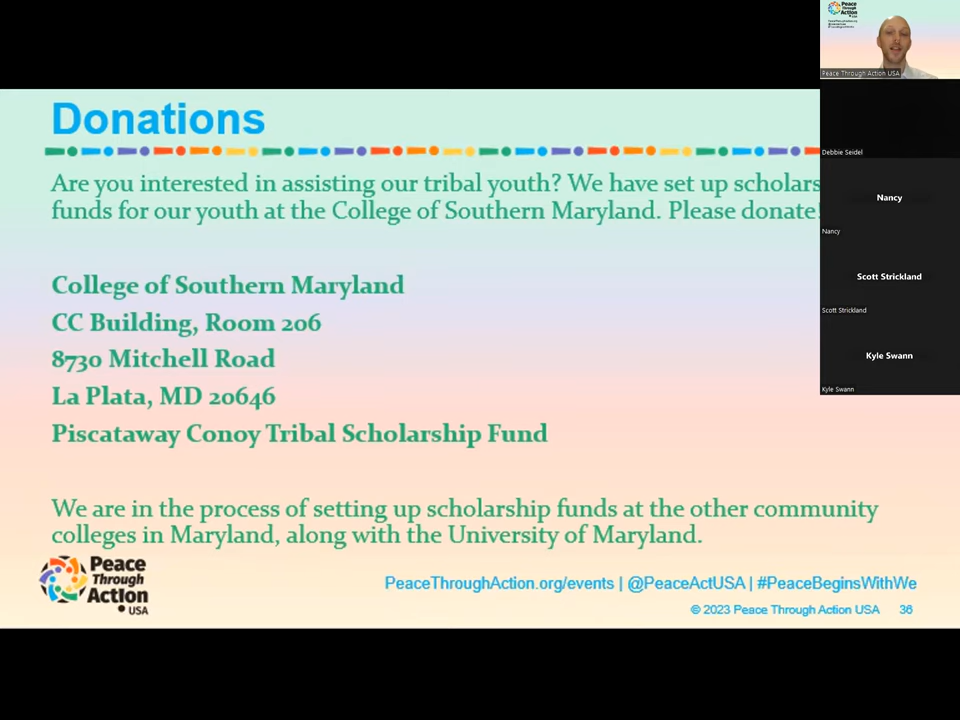 Donations
Are you interested in assisting our tribal youth? We have set up scholars
funds for our youth at the College of Southern Maryland. Please donate!
College of Southern Maryland
CC Building, Room 206
8730 Mitchell Road
La Plata, MD 20646
Piscataway Conoy Tribal Scholarship Fund
We are in the process of setting up scholarship funds at the other community
colleges in Maryland, along with the University of Maryland.
Peace
Through
Action
USA
PeaceThroughAction.org/events | @PeaceActUSA | #PeaceBeginsWithWe
© 2023 Peace Through Action USA 36
Peace
Through
Action
Peace Through Action USA
Debbie Seidel
Nancy
Nancy
Scott Strickland
Scott Strickland
Kyle Swann
Kyle Swann